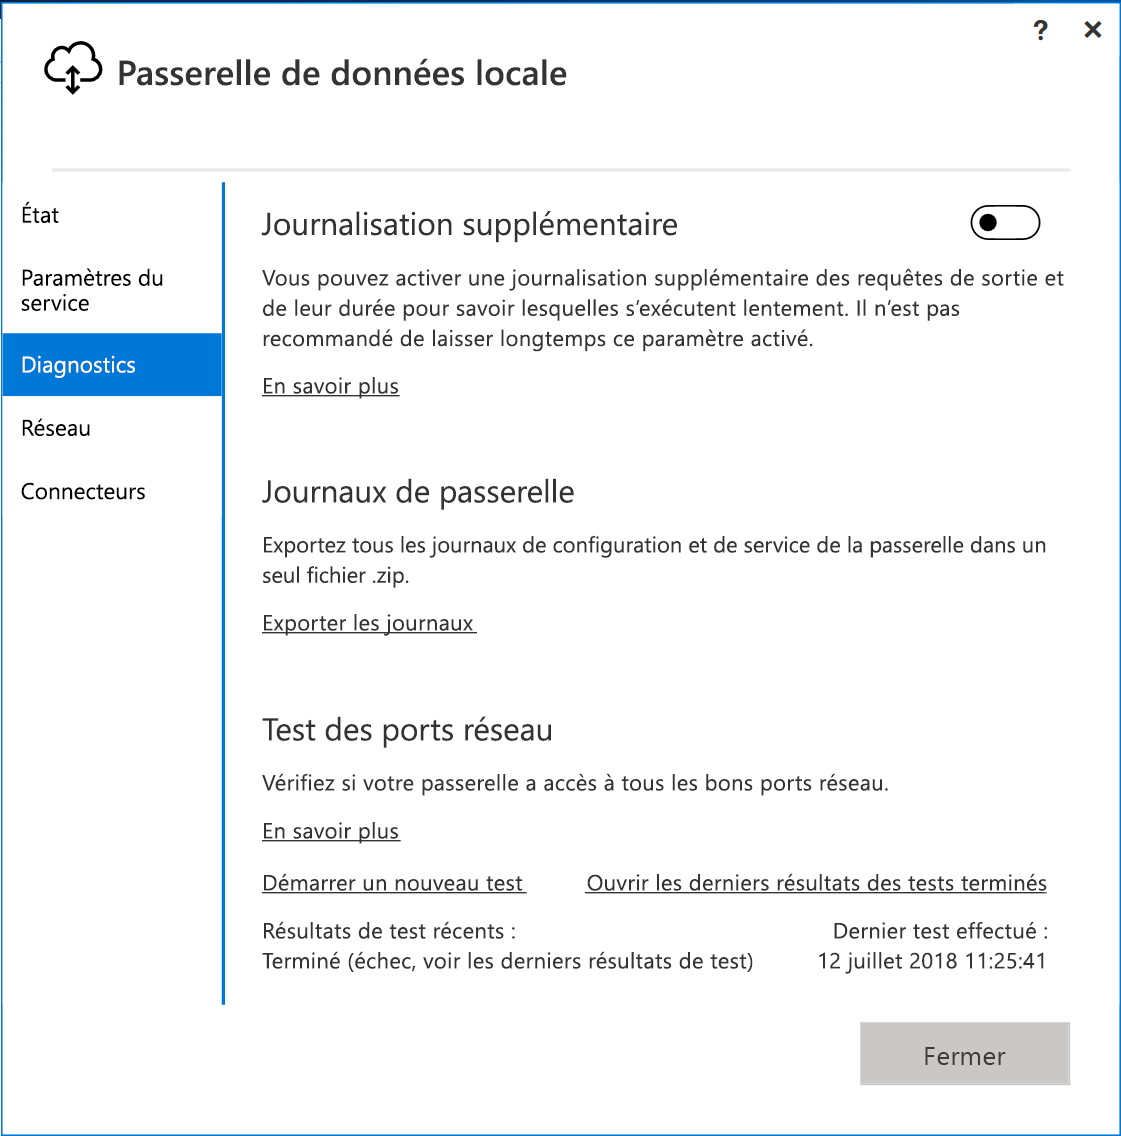 ?
Passerelle de données locale
État
Paramètres du
service
Diagnostics
Réseau
Connecteurs
Journalisation supplémentaire
Vous pouvez activer une journalisation supplémentaire des requêtes de sortie et
de leur durée pour savoir lesquelles s’exécutent lentement. Il n’est pas
recommandé de laisser longtemps ce paramètre activé.
En savoir plus
Journaux de passerelle
Exportez tous les journaux de configuration et de service de la passerelle dans un
seul fichier .zip.
Exporter les journaux
Test des ports réseau
Vérifiez si votre passerelle a accès à tous les bons ports réseau.
En savoir plus
Démarrer un nouveau test Ouvrir les derniers résultats des tests terminés
Résultats de test récents : Dernier test effectué :
Terminé (échec, voir les derniers résultats de test) 12 juillet 2018 11:25:41
Fermer